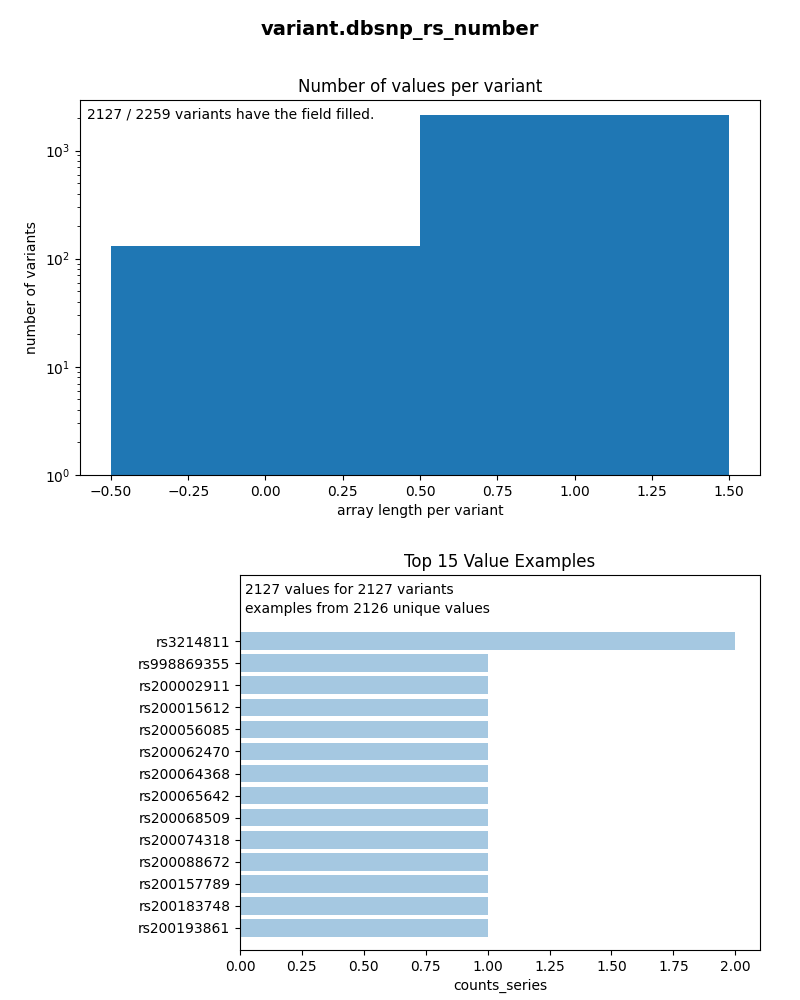 variant.dbsnp_rs_number
Number of values per variant
2127 / 2259 variants have the field filled.
10³
10²
10¹
10⁰
number of variants
−0.50 −0.25 0.00 0.25 0.50 0.75 1.00 1.25 1.50
array length per variant
Top 15 Value Examples
2127 values for 2127 variants
examples from 2126 unique values
rs3214811
rs998869355
rs200002911
rs200015612
rs200056085
rs200062470
rs200064368
rs200065642
rs200068509
rs200074318
rs200088672
rs200157789
rs200183748
rs200193861
0.00 0.25 0.50 0.75 1.00 1.25 1.50 1.75 2.00
counts_series